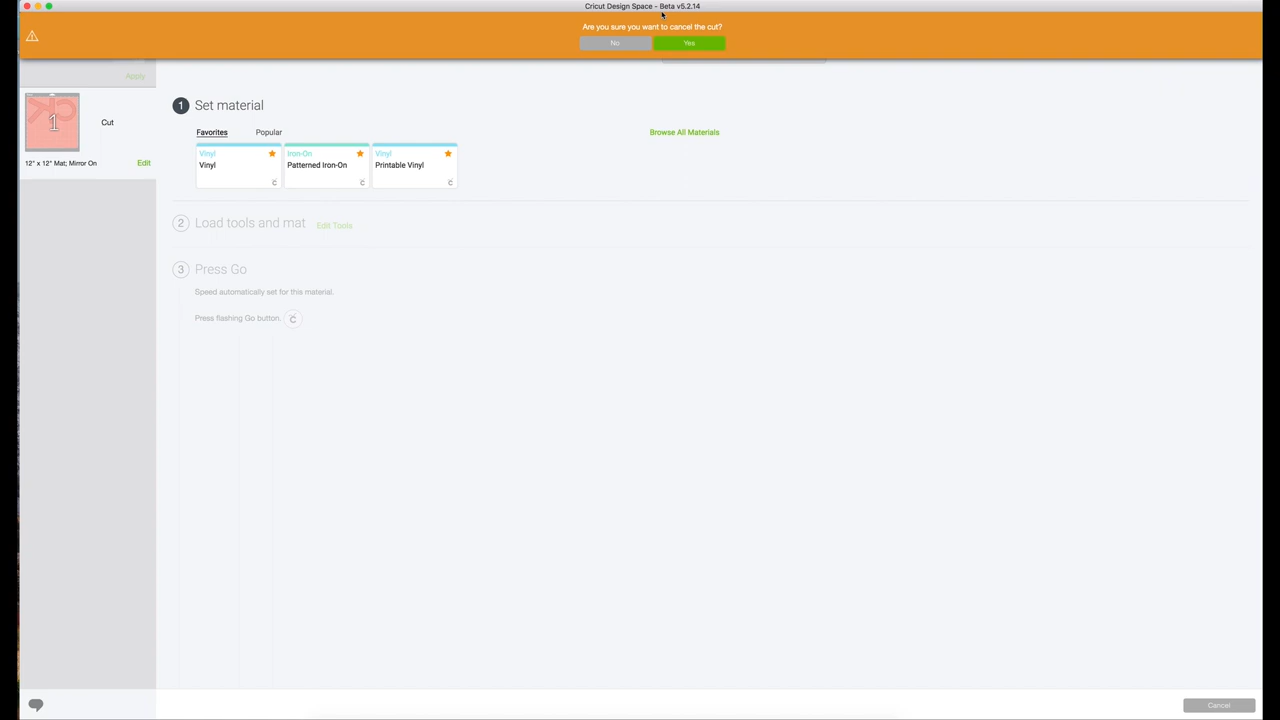 Cricut Design Space - Beta v5.2.14
Are you sure you want to cancel the cut?
No Yes
Apply
1
Cut
12" x 12" Mat; Mirror On Edit
1 Set material
Favorites Popular Browse All Materials
Vinyl Iron-On Vinyl
Vinyl Patterned Iron-On Printable Vinyl
2 Load tools and mat Edit Tools
3 Press Go
Speed automatically set for this material.
Press flashing Go button.
Cancel